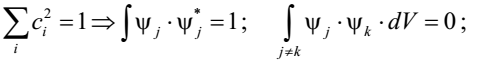 ∑_i c_i^2 = 1 ⇒ ∫ψ_j · ψ_j^* = 1 ;   ∫_{j≠k} ψ_j · ψ_k · dV = 0 ;